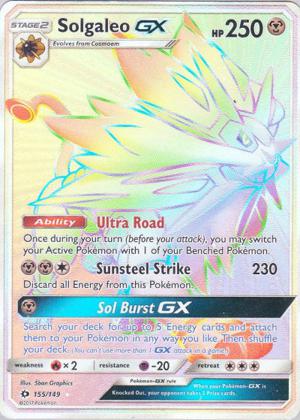 STAGE2 Solgaleo GX HP 250
Evolves from Cosmoem
Ability Ultra Road
Once during your turn (before your attack), you may switch
your Active Pokémon with 1 of your Benched Pokémon.
Sunsteel Strike 230
Discard all Energy from this Pokémon.
Sol Burst GX
Search your deck for up to 5 Energy cards and attach
them to your Pokémon in any way you like. Then, shuffle
your deck. (You can't use more than 1 GX attack in a game.)
weakness × 2 resistance -20 retreat
Illus. 5ban Graphics
Pokémon-GX rule
When your Pokémon-GX is
Knocked Out, your opponent takes 2 Prize cards.
155/149
©2017 Pokémon